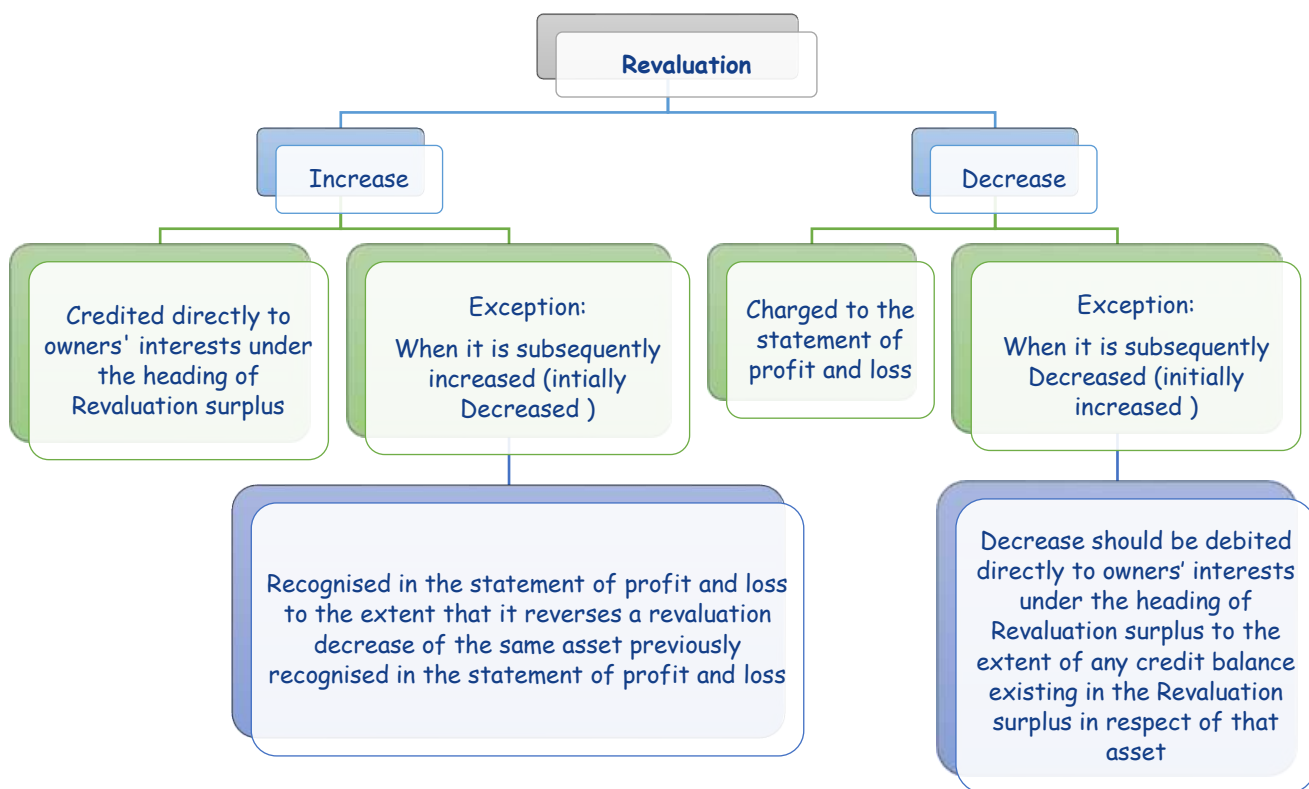 Revaluation
Increase
Decrease
Credited directly to
owners' interests under
the heading of
Revaluation surplus
Exception:
When it is subsequently
increased (intially
Decreased )
Charged to the
statement of
profit and loss
Exception:
When it is subsequently
Decreased (initially
increased )
Recognised in the statement of profit and loss
to the extent that it reverses a revaluation
decrease of the same asset previously
recognised in the statement of profit and loss
Decrease should be debited
directly to owners’ interests
under the heading of
Revaluation surplus to the
extent of any credit balance
existing in the Revaluation
surplus in respect of that
asset